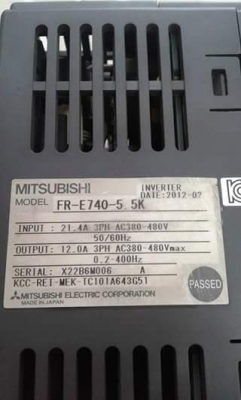 MITSUBISHI INVERTER
DATE:2012-02
MODEL FR-E740-5.5K
INPUT : 21.4A 3PH AC380-480V
50/60Hz
OUTPUT: 12.0A 3PH AC380-480Vmax
0.2-400Hz
SERIAL: X22B6M006 A
KCC-REI-MEK-TC101A643G51
PASSED
MITSUBISHI ELECTRIC CORPORATION
MADE IN JAPAN